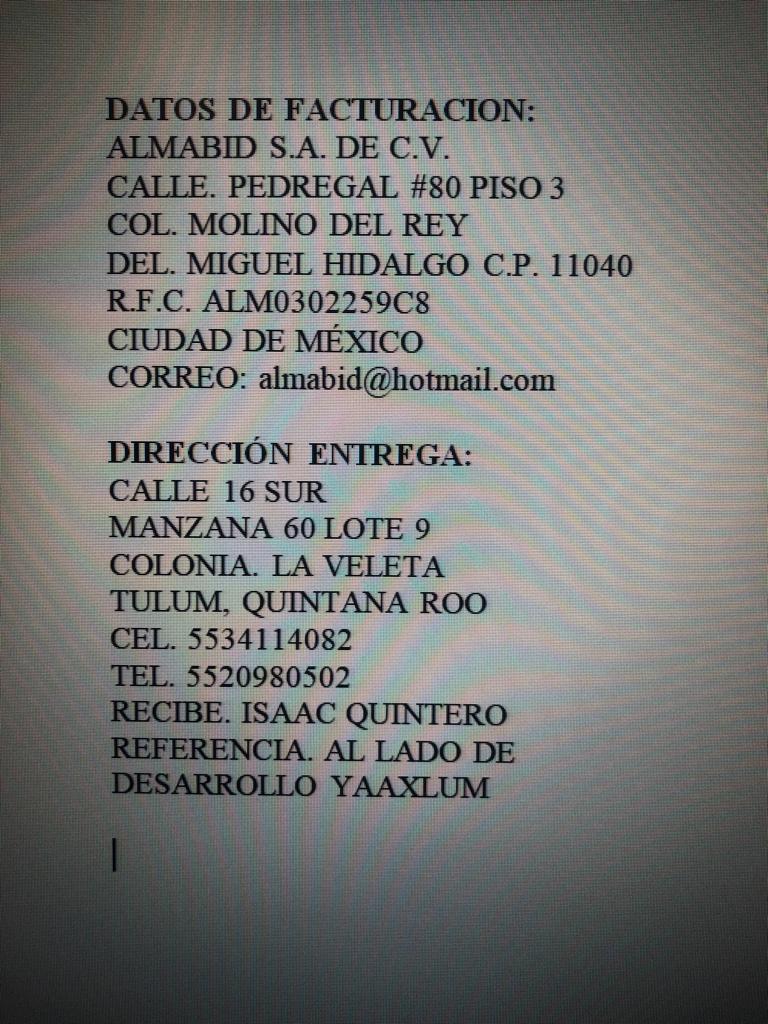 DATOS DE FACTURACION:
ALMABID S.A. DE C.V.
CALLE. PEDREGAL #80 PISO 3
COL. MOLINO DEL REY
DEL. MIGUEL HIDALGO C.P. 11040
R.F.C. ALM0302259C8
CIUDAD DE MÉXICO
CORREO: almabid@hotmail.com
DIRECCIÓN ENTREGA:
CALLE 16 SUR
MANZANA 60 LOTE 9
COLONIA. LA VELETA
TULUM, QUINTANA ROO
CEL. 5534114082
TEL. 5520980502
RECIBE. ISAAC QUINTERO
REFERENCIA. AL LADO DE
DESARROLLO YAAXLUM